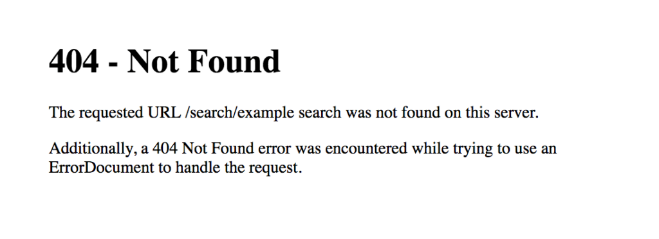 404 - Not Found
The requested URL /search/example search was not found on this server.
Additionally, a 404 Not Found error was encountered while trying to use an
ErrorDocument to handle the request.